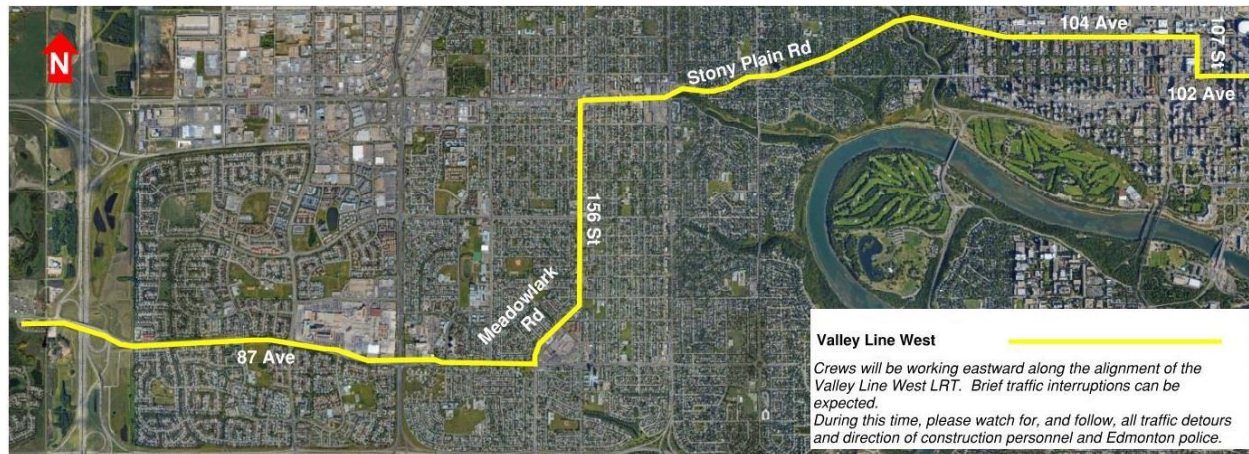 N
104 Ave
107 St
Stony Plain Rd
102 Ave
156 St
Meadowlark
Rd
87 Ave
Valley Line West
Crews will be working eastward along the alignment of the
Valley Line West LRT. Brief traffic interruptions can be
expected.
During this time, please watch for, and follow, all traffic detours
and direction of construction personnel and Edmonton police.